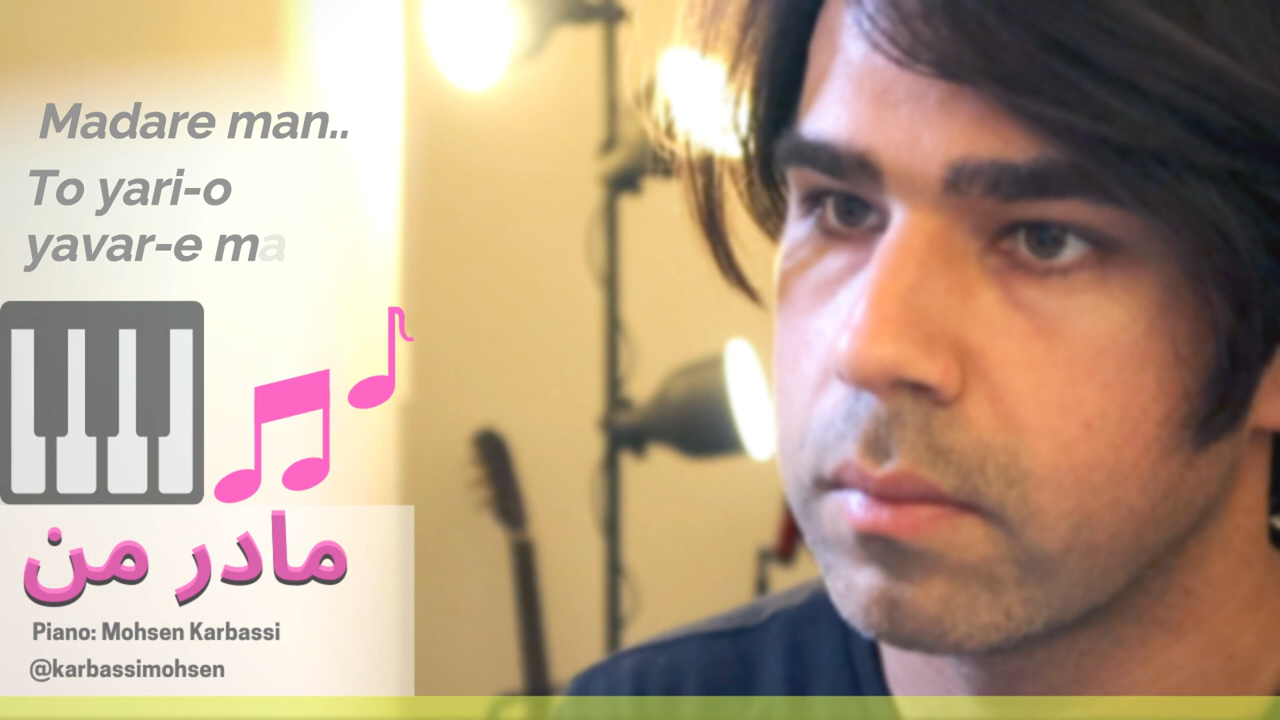 Madare man..
To yari-o
yavar-e ma
مادر من
Piano: Mohsen Karbassi
@karbassimohsen